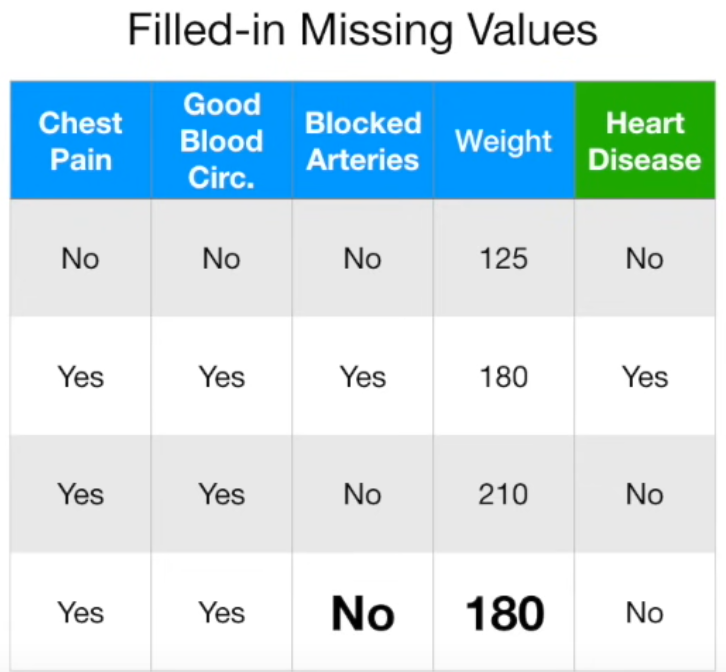 Filled-in Missing Values
Chest Pain Good Blood Circ. Blocked Arteries Weight Heart Disease
No No No 125 No
Yes Yes Yes 180 Yes
Yes Yes No 210 No
Yes Yes No 180 No